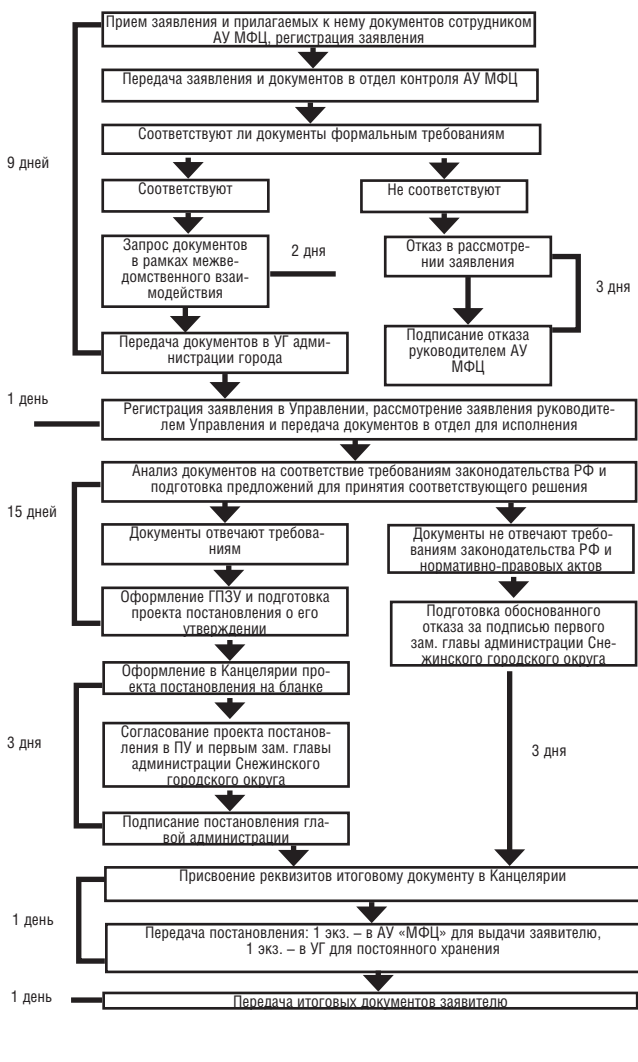 Прием заявления и прилагаемых к нему документов сотрудником
АУ МФЦ, регистрация заявления
Передача заявления и документов в отдел контроля АУ МФЦ
Соответствуют ли документы формальным требованиям
9 дней
Соответствуют
Не соответствуют
Запрос документов
в рамках межве-
домственного взаи-
модействия
2 дня
Отказ в рассмотре-
нии заявления
3 дня
Передача документов в УГ адми-
нистрации города
Подписание отказа
руководителем АУ
МФЦ
1 день
Регистрация заявления в Управлении, рассмотрение заявления руководите-
лем Управления и передача документов в отдел для исполнения
Анализ документов на соответствие требованиям законодательства РФ и
подготовка предложений для принятия соответствующего решения
15 дней
Документы отвечают требова-
ниям
Документы не отвечают требо-
ваниям законодательства РФ и
нормативно-правовых актов
Оформление ГПЗУ и подготовка
проекта постановления о его
утверждении
Подготовка обоснованного
отказа за подписью первого
зам. главы администрации Сне-
жинского городского округа
Оформление в Канцелярии про-
екта постановления на бланке
3 дня
Согласование проекта постанов-
ления в ПУ и первым зам. главы
администрации Снежинского
городского округа
3 дня
Подписание постановления гла-
вой администрации
Присвоение реквизитов итоговому документу в Канцелярии
1 день
Передача постановления: 1 экз. – в АУ «МФЦ» для выдачи заявителю,
1 экз. – в УГ для постоянного хранения
1 день
Передача итоговых документов заявителю